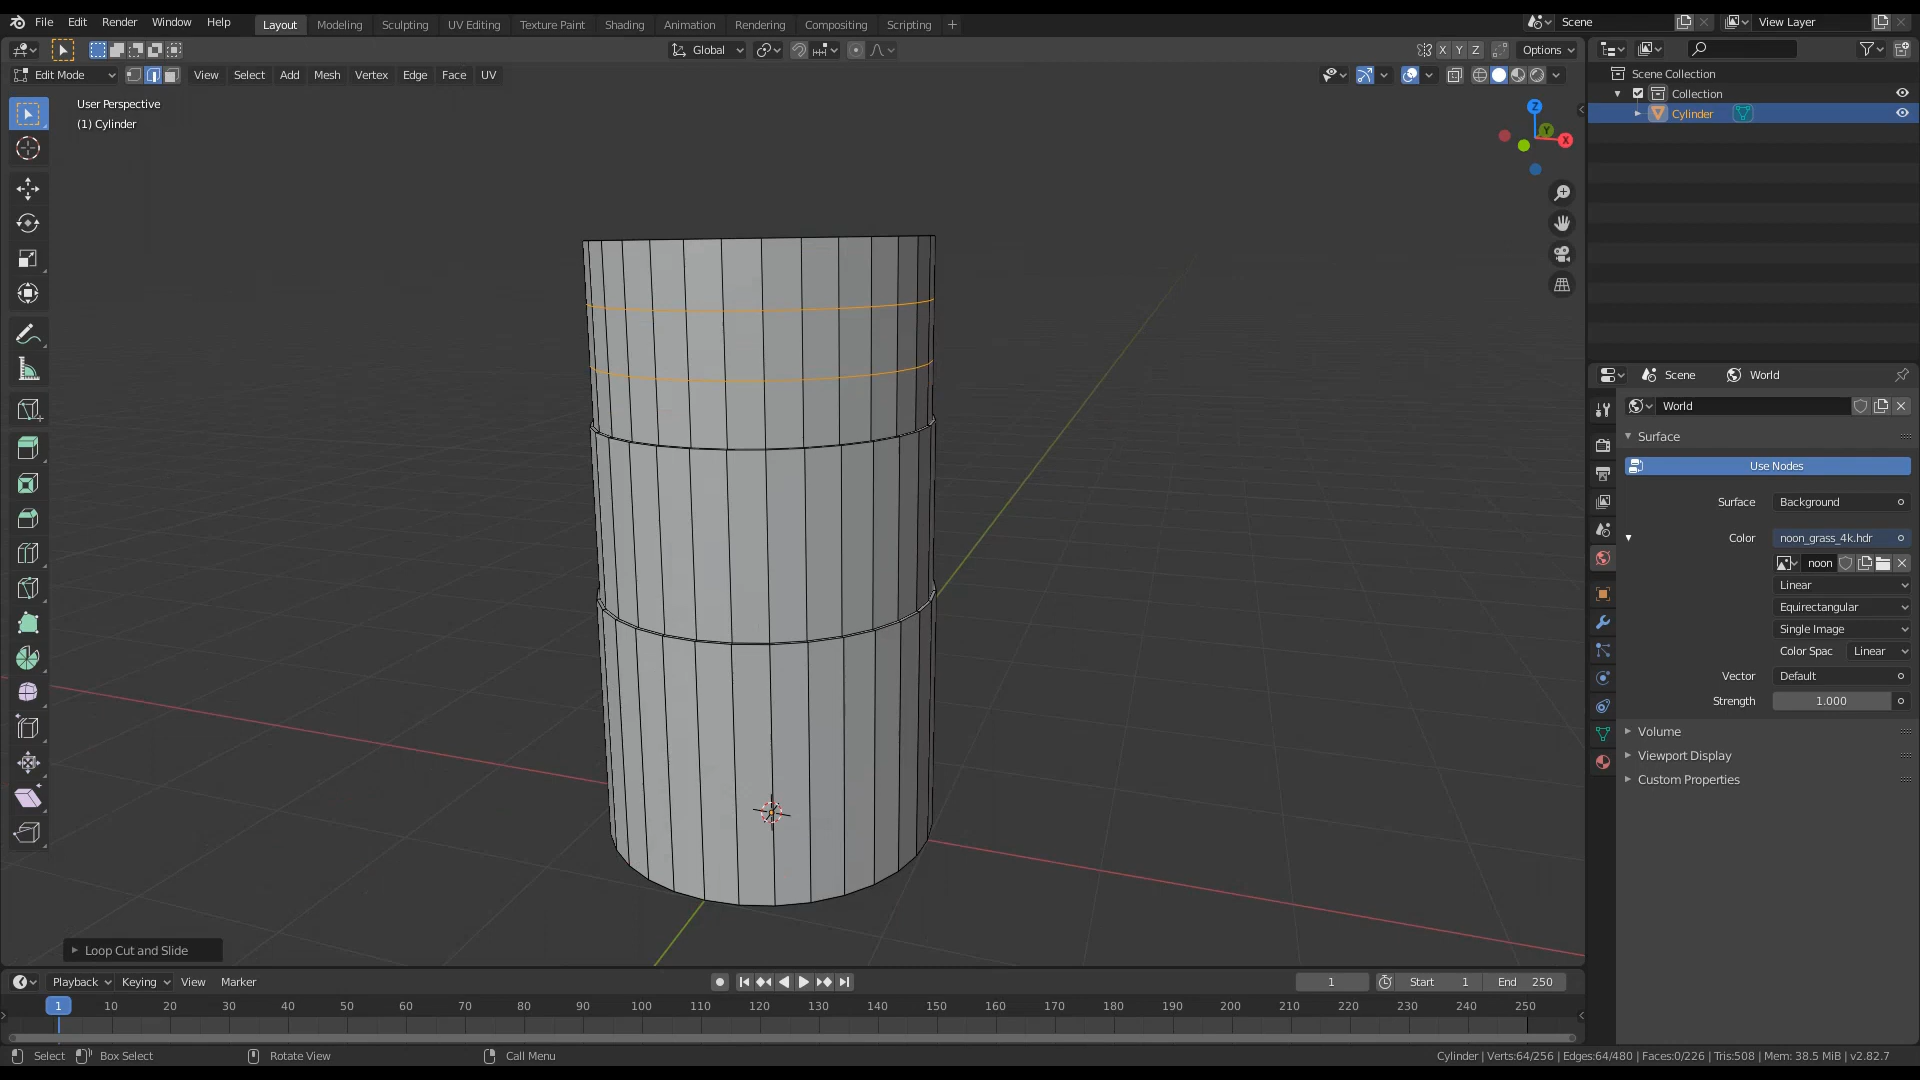 File Edit Render Window Help Layout Modeling Sculpting UV Editing Texture Paint Shading Animation Rendering Compositing Scripting + Scene View Layer
Global X Y Z Options
Edit Mode View Select Add Mesh Vertex Edge Face UV
User Perspective
(1) Cylinder
Z
Y
X
Scene Collection
Collection
Cylinder
Scene World
World
Surface
Use Nodes
Surface Background
Color noon_grass_4k.hdr
noon
Linear
Equirectangular
Single Image
Color Spac Linear
Vector Default
Strength 1.000
Volume
Viewport Display
Custom Properties
Loop Cut and Slide
Playback Keying View Marker 1 Start 1 End 250
1 10 20 30 40 50 60 70 80 90 100 110 120 130 140 150 160 170 180 190 200 210 220 230 240 250
Select Box Select Rotate View Call Menu Cylinder | Verts:64/256 | Edges:64/480 | Faces:0/226 | Tris:508 | Mem: 38.5 MiB | v2.82.7